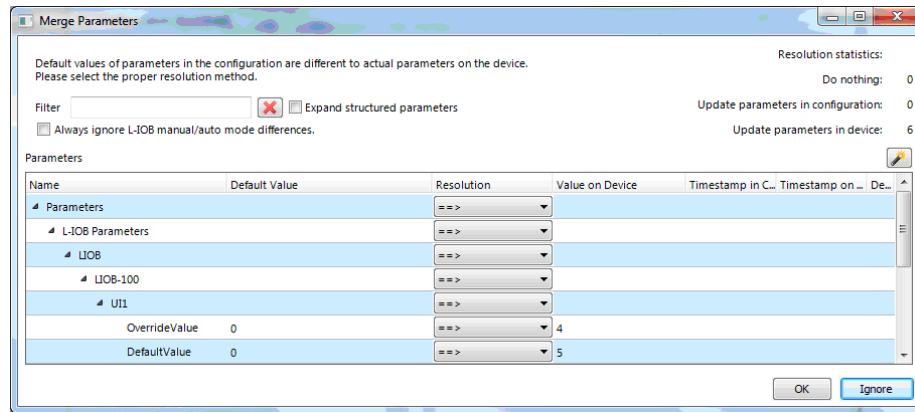 Merge Parameters
Default values of parameters in the configuration are different to actual parameters on the device.
Please select the proper resolution method.
Resolution statistics:
Do nothing: 0
Filter Expand structured parameters
Update parameters in configuration: 0
Always ignore L-IOB manual/auto mode differences.
Update parameters in device: 6
Parameters
Name Default Value Resolution Value on Device Timestamp in C... Timestamp on ... De...
Parameters ==>
L-IOB Parameters ==>
LIOB ==>
LIOB-100 ==>
UI1 ==>
OverrideValue 0 ==> 4
DefaultValue 0 ==> 5
OK Ignore